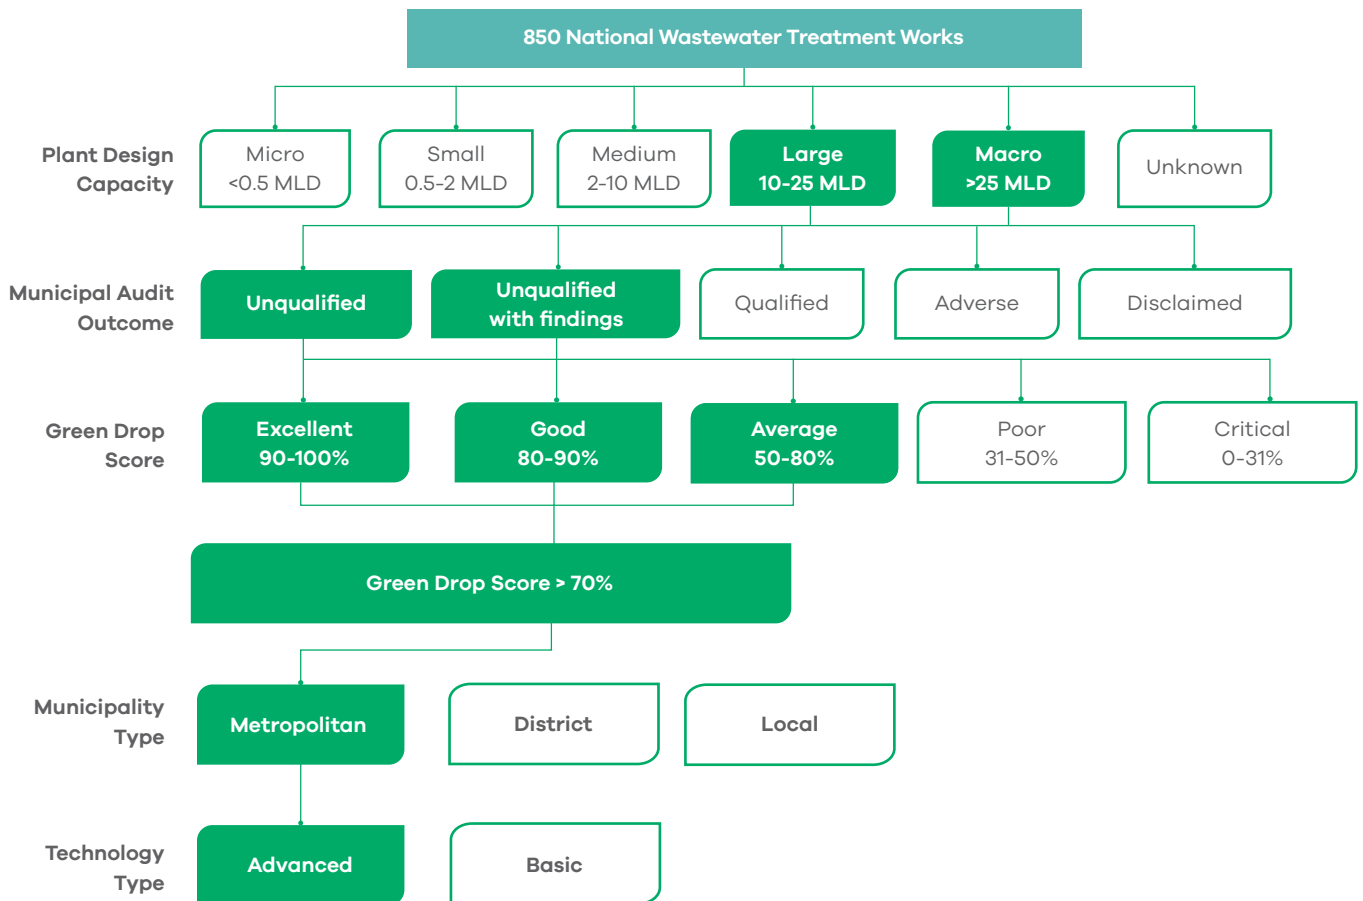 850 National Wastewater Treatment Works
Plant Design
Capacity
Micro
<0.5 MLD
Small
0.5-2 MLD
Medium
2-10 MLD
Large
10-25 MLD
Macro
>25 MLD
Unknown
Municipal Audit
Outcome
Unqualified
Unqualified
with findings
Qualified
Adverse
Disclaimed
Green Drop
Score
Excellent
90-100%
Good
80-90%
Average
50-80%
Poor
31-50%
Critical
0-31%
Green Drop Score > 70%
Municipality
Type
Metropolitan
District
Local
Technology
Type
Advanced
Basic